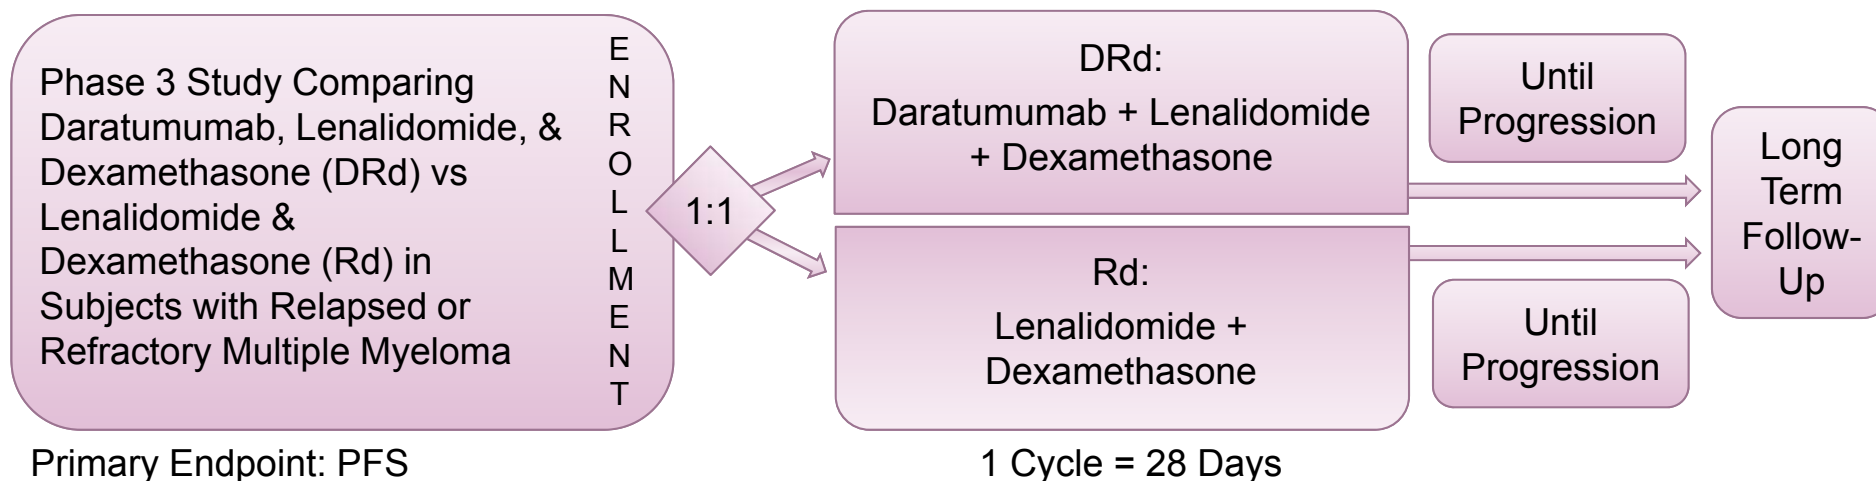 Phase 3 Study Comparing
Daratumumab, Lenalidomide, &
Dexamethasone (DRd) vs
Lenalidomide &
Dexamethasone (Rd) in
Subjects with Relapsed or
Refractory Multiple Myeloma
E
N
R
O
L
L
M
E
N
T
1:1
DRd:
Daratumumab + Lenalidomide
+ Dexamethasone
Until
Progression
Rd:
Lenalidomide +
Dexamethasone
Until
Progression
Long
Term
Follow-
Up
Primary Endpoint: PFS
1 Cycle = 28 Days